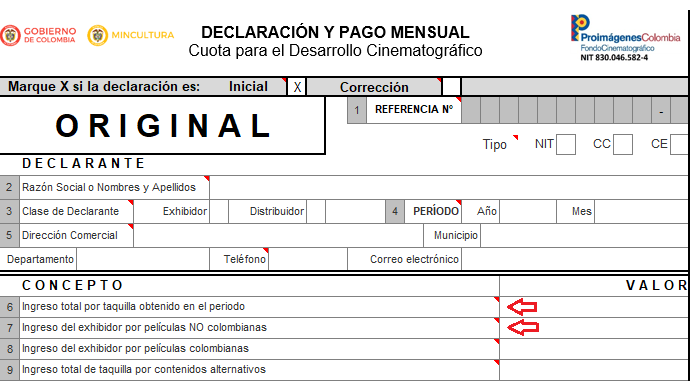 GOBIERNO DE COLOMBIA
MINCULTURA
DECLARACIÓN Y PAGO MENSUAL
Cuota para el Desarrollo Cinematográfico
ProimágenesColombia
FondoCinematográfico
NIT 830.046.582-4
Marque X si la declaración es: Inicial X Corrección
ORIGINAL
1 REFERENCIA N° -
Tipo NIT CC CE
DECLARANTE
2 Razón Social o Nombres y Apellidos
3 Clase de Declarante Exhibidor Distribuidor 4 PERÍODO Año Mes
5 Dirección Comercial Municipio
Departamento Teléfono Correo electrónico
CONCEPTO VALOR
6 Ingreso total por taquilla obtenido en el periodo
7 Ingreso del exhibidor por películas NO colombianas
8 Ingreso del exhibidor por películas colombianas
9 Ingreso total de taquilla por contenidos alternativos